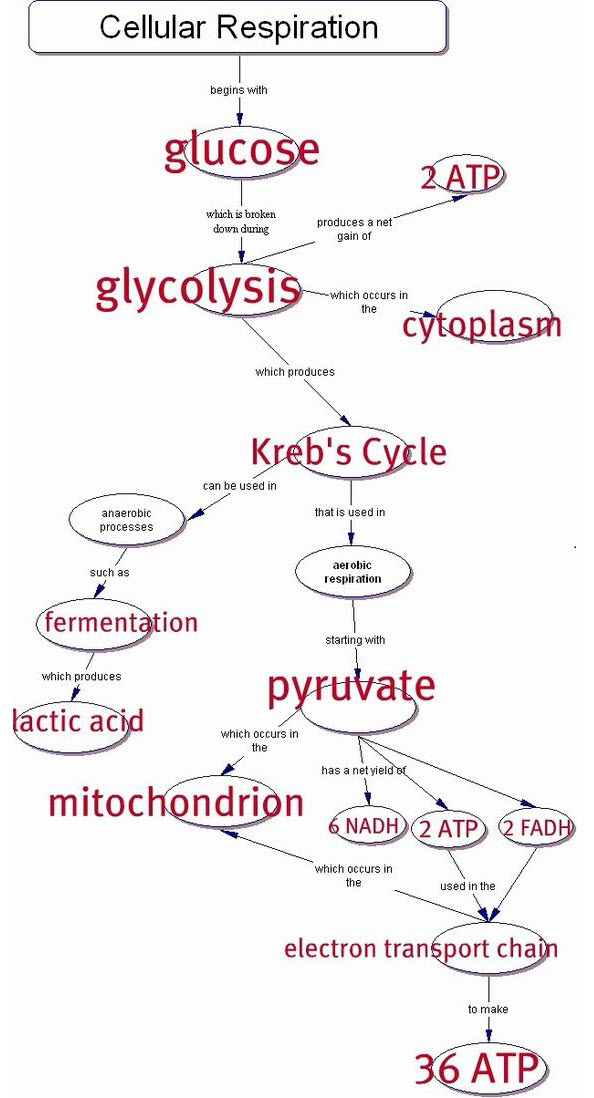 Cellular Respiration
begins with
glucose
2 ATP
which is broken
down during
produces a net
gain of
glycolysis
which occurs in
the
cytoplasm
which produces
Kreb's Cycle
can be used in
anaerobic
processes
that is used in
such as
aerobic
respiration
fermentation
starting with
which produces
pyruvate
lactic acid
which occurs in
the
has a net yield of
mitochondrion
6 NADH
2 ATP
2 FADH
which occurs in
the
used in the
electron transport chain
to make
36 ATP